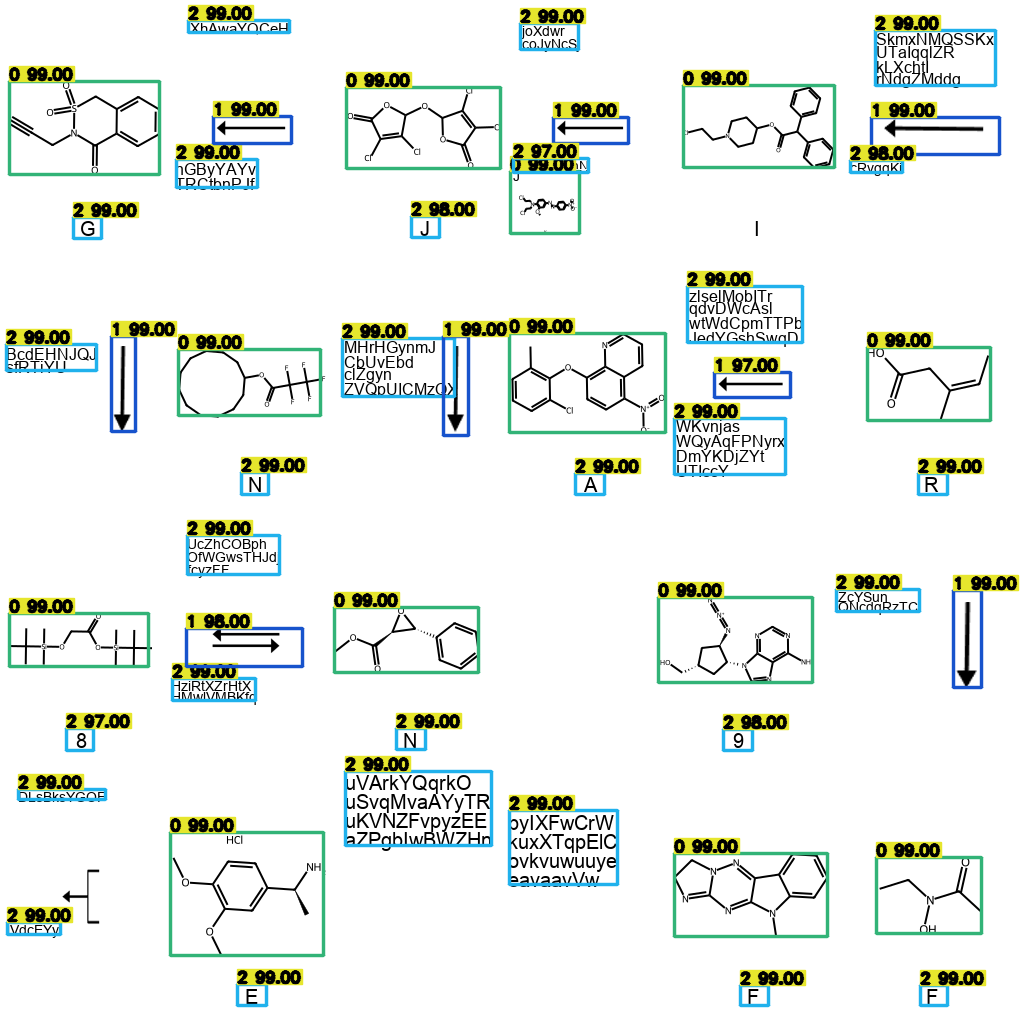 2 99.00
XhAwaYOCeH
2 99.00
joXdwr
coJyNcS
2 99.00
SkmxNMQSSKx
UTalqqIZR
kLXchtl
rNdgZMddg
0 99.00
O
O
S
N
O
1 99.00
2 99.00
nGByYAYv
TRCtbnPJf
2 99.00
G
0 99.00
O
O
O
O
Cl
Cl
Cl
Cl
O
1 99.00
2 97.00
0 99.00
J
2 98.00
J
0 99.00
N
O
O
1 99.00
2 98.00
cRvgqKi
I
2 99.00
BcdEHNJQJ
sfRTiYU
1 99.00
0 99.00
O
O
F
F
F
F
F
2 99.00
N
2 99.00
MHrHGynmJ
CbUvEbd
clZgyn
ZVQpUICMzOX
1 99.00
0 99.00
N
O
Cl
N+
O
O-
2 99.00
A
2 99.00
zIselMobITr
qdvDWcAsl
wtWdCpmTTPb
JedYGshSwqD
1 97.00
2 99.00
WKvnjas
WQyAqFPNyrx
DmYKDjZYt
UTIccY
0 99.00
HO
O
2 99.00
R
0 99.00
Si
O
O
O
Si
2 97.00
8
2 99.00
UcZhCOBph
OfWGwsTHJd
fcyzFF
1 98.00
2 99.00
HziRtXZrHtX
HMwIVMBKfq
0 99.00
O
O
O
2 99.00
N
0 99.00
N-
N+
N
HO
N
N
N
N
NH
2 98.00
9
2 99.00
ZcYSun
ONcdqRzTC
1 99.00
2 99.00
DLsBksYGOF
2 99.00
VdcFYy
0 99.00
HCl
O
O
NH
2 99.00
E
2 99.00
uVArkYQqrkO
uSvqMvaAYyTR
uKVNZFvpyzEE
aZPgbIwBWZHn
2 99.00
pyIXFwCrW
kuxXTqpElC
ovkvuwuuye
eavaavVw
0 99.00
N
N
N
N
N
2 99.00
F
0 99.00
O
N
OH
2 99.00
F